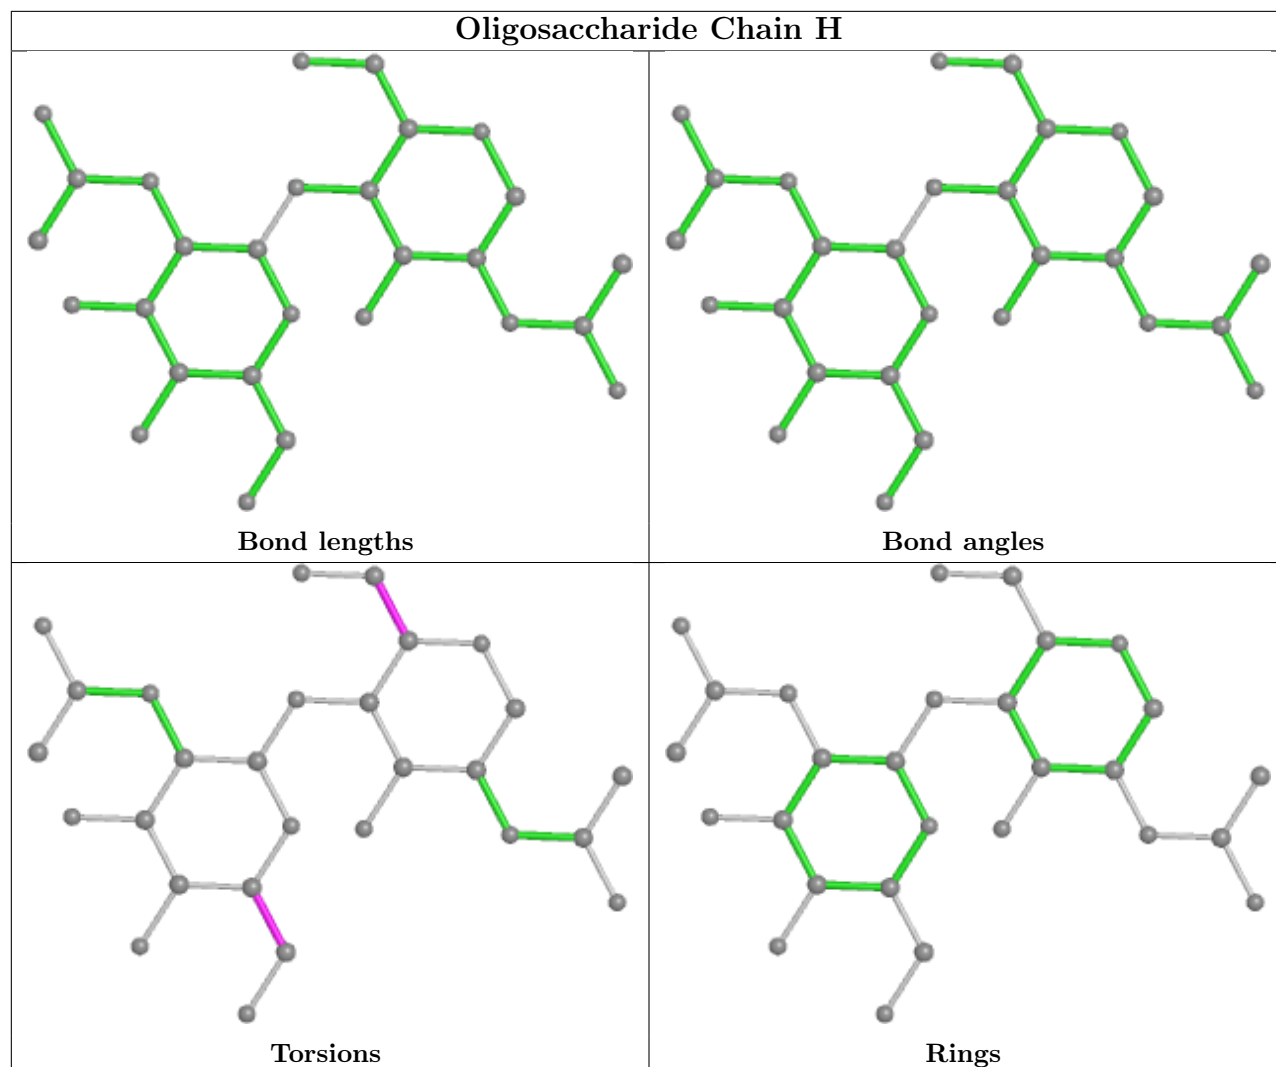 Oligosaccharide Chain H
Bond lengths
Bond angles
Torsions
Rings